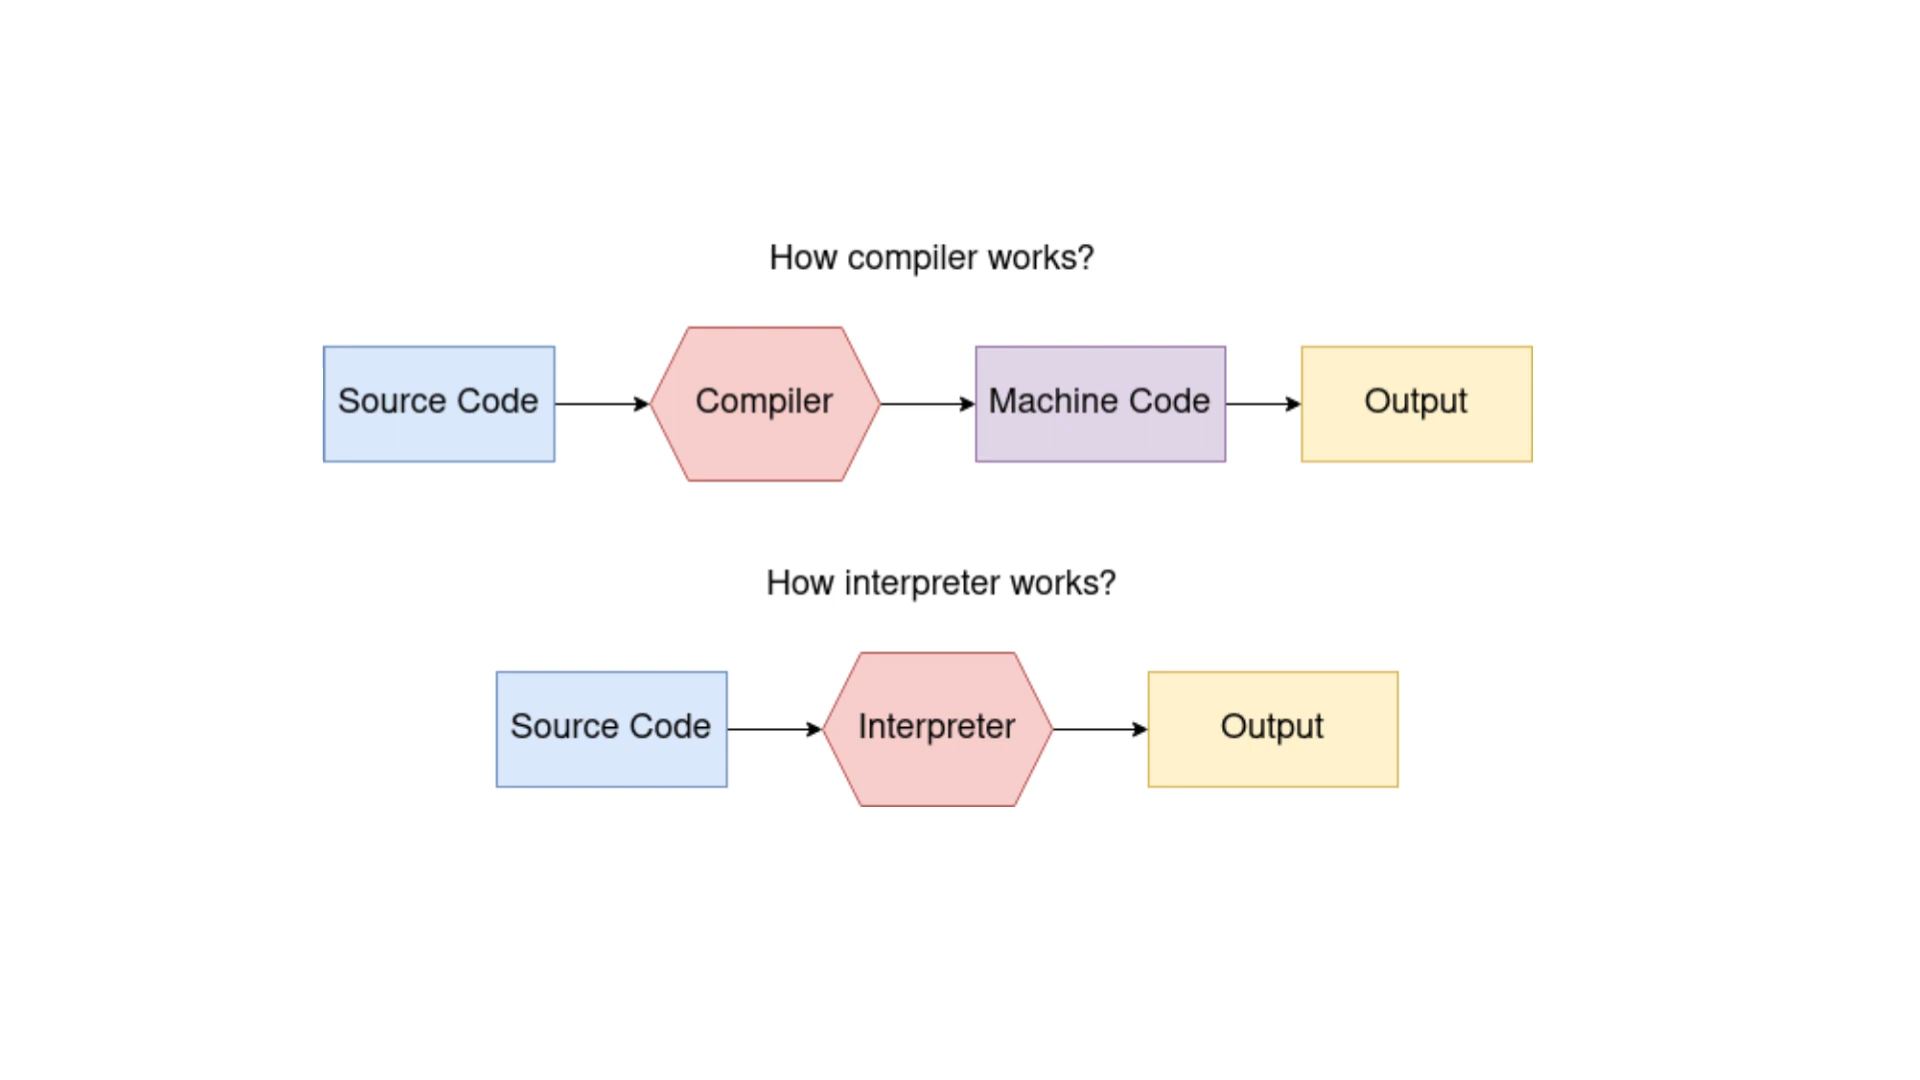 How compiler works?
Source Code
Compiler
Machine Code
Output
How interpreter works?
Source Code
Interpreter
Output